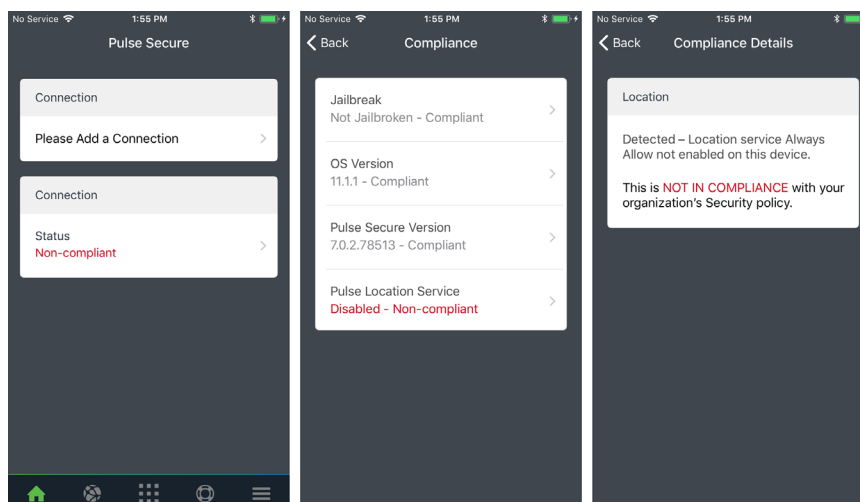 No Service 1:55 PM
Pulse Secure
Connection
Please Add a Connection
Connection
Status
Non-compliant
No Service 1:55 PM
Back Compliance
Jailbreak
Not Jailbroken - Compliant
OS Version
11.1.1 - Compliant
Pulse Secure Version
7.0.2.78513 - Compliant
Pulse Location Service
Disabled - Non-compliant
No Service 1:55 PM
Back Compliance Details
Location
Detected – Location service Always
Allow not enabled on this device.
This is NOT IN COMPLIANCE with your
organization's Security policy.